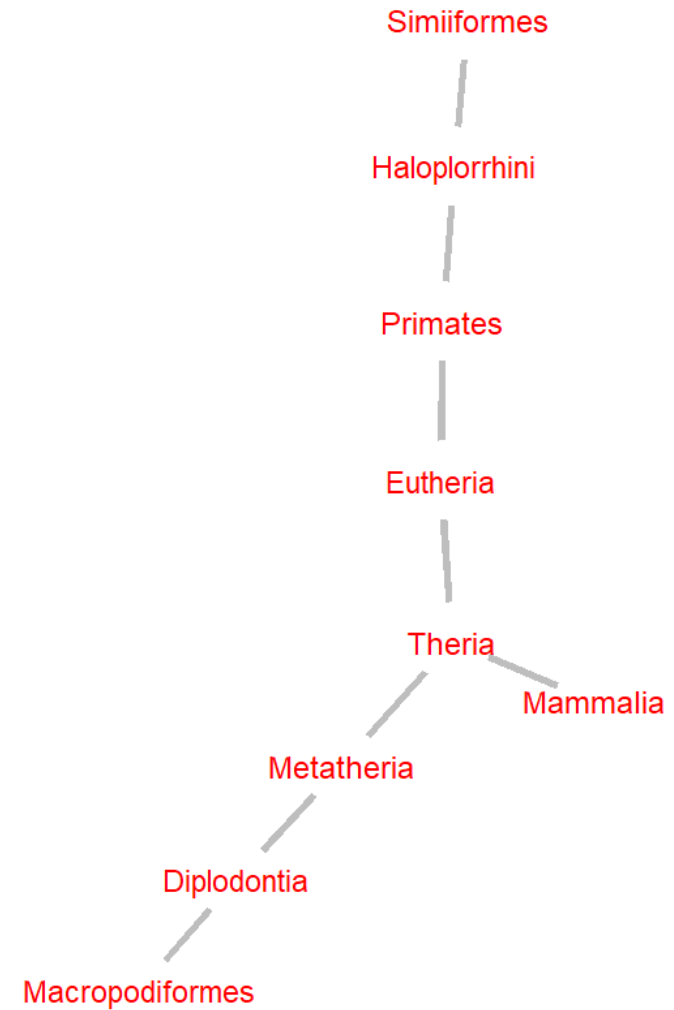 Simiiformes
Haloplorrhini
Primates
Eutheria
Theria
Mammalia
Metatheria
Diplodontia
Macropodiformes